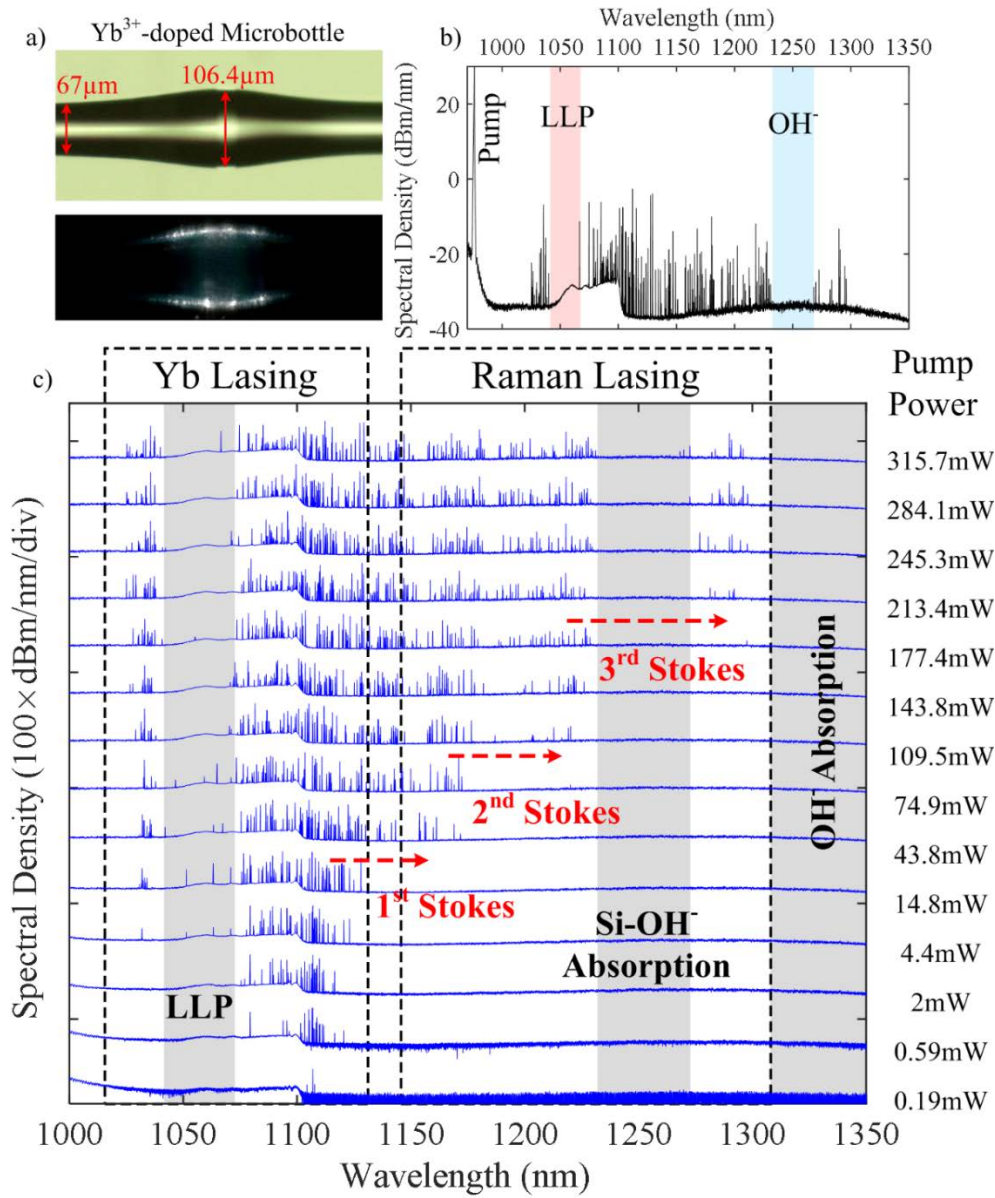 a)
Yb³⁺-doped Microbottle
67µm
106.4µm
b)
Wavelength (nm)
1000 1050 1100 1150 1200 1250 1300 1350
Spectral Density (dBm/nm)
20
0
-20
-40
Pump
LLP
OH⁻
c)
Yb Lasing
Raman Lasing
Pump
Power
315.7mW
284.1mW
245.3mW
213.4mW
177.4mW
143.8mW
109.5mW
74.9mW
43.8mW
14.8mW
4.4mW
2mW
0.59mW
0.19mW
Spectral Density (100×dBm/nm/div)
3ʳᵈ Stokes
2ⁿᵈ Stokes
1ˢᵗ Stokes
Si-OH⁻
Absorption
OH⁻ Absorption
LLP
1000 1050 1100 1150 1200 1250 1300 1350
Wavelength (nm)